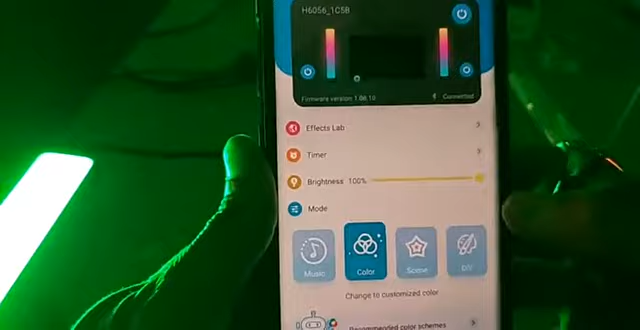 H6056_1C5B
Firmware version 1.08.10 Connected
Effects Lab
Timer
Brightness 100%
Mode
Music Color Scene DIY
Change to customized color
Recommended color schemes